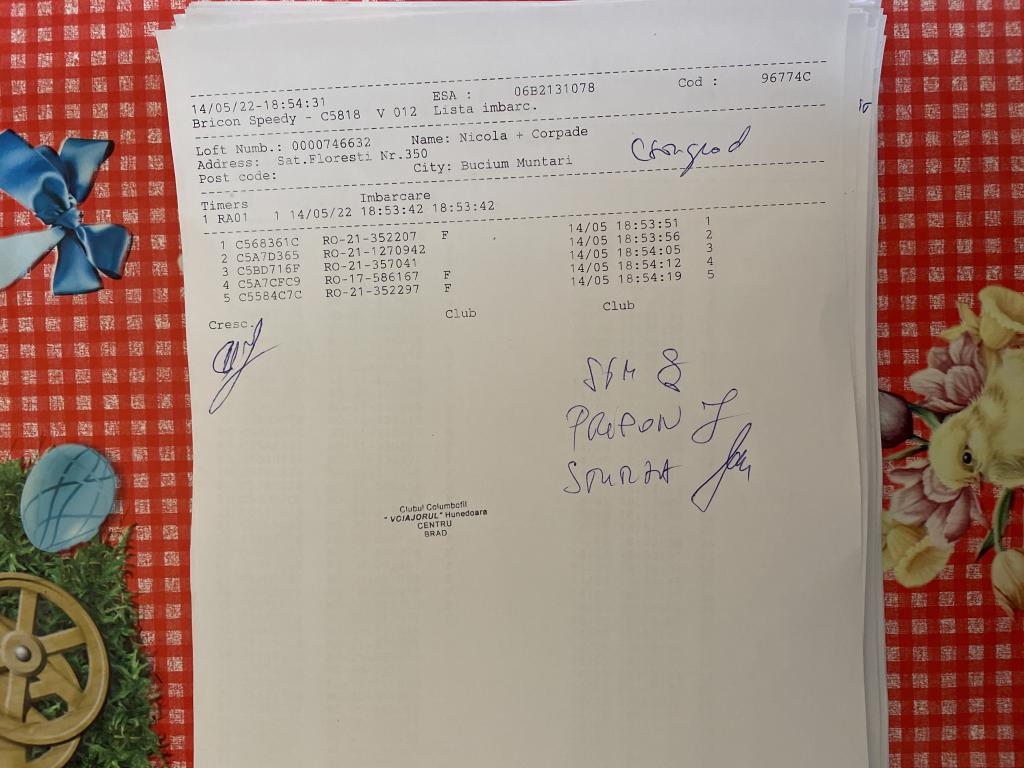 14/05/22-18:54:31 ESA : 06B2131078 Cod : 96774C
Bricon Speedy - C5818 V 012 Lista imbarc.
Loft Numb.: 0000746632 Name: Nicola + Corpade
Address: Sat.Floresti Nr.350
Post code: City: Bucium Muntari
Csongrad
Timers Imbarcare
1 RA01 1 14/05/22 18:53:42 18:53:42
1 C568361C RO-21-352207 F 14/05 18:53:51 1
2 C5A7D365 RO-21-1270942 14/05 18:53:56 2
3 C5BD716F RO-21-357041 14/05 18:54:05 3
4 C5A7CFC9 RO-17-586167 F 14/05 18:54:12 4
5 C5584C7C RO-21-352297 F 14/05 18:54:19 5
Cresc. Club Club
PRIPON
STURZA
Clubul Columbofil
"VCIAJORUL" Hunedoara
CENTRU
BRAD